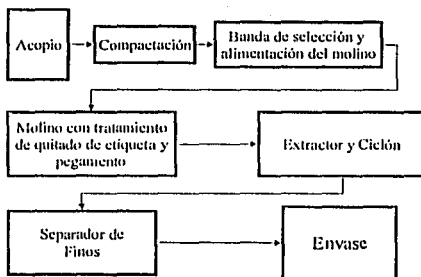 Acopio
Compactación
Banda de selección y
alimentación del molino
Molino con tratamiento
de quitado de etiqueta y
pegamento
Extractor y Ciclón
Separador de
Finos
Envase